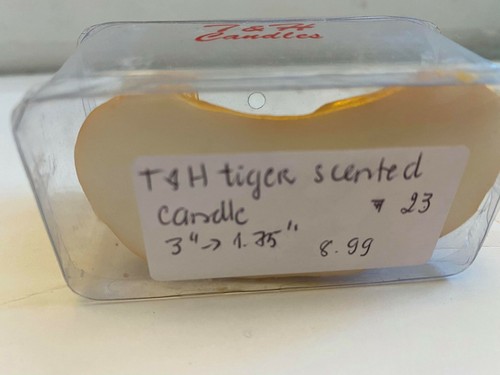 T & H
Candles
T & H tiger scented
candle # 23
3" -> 1.75" 8.99